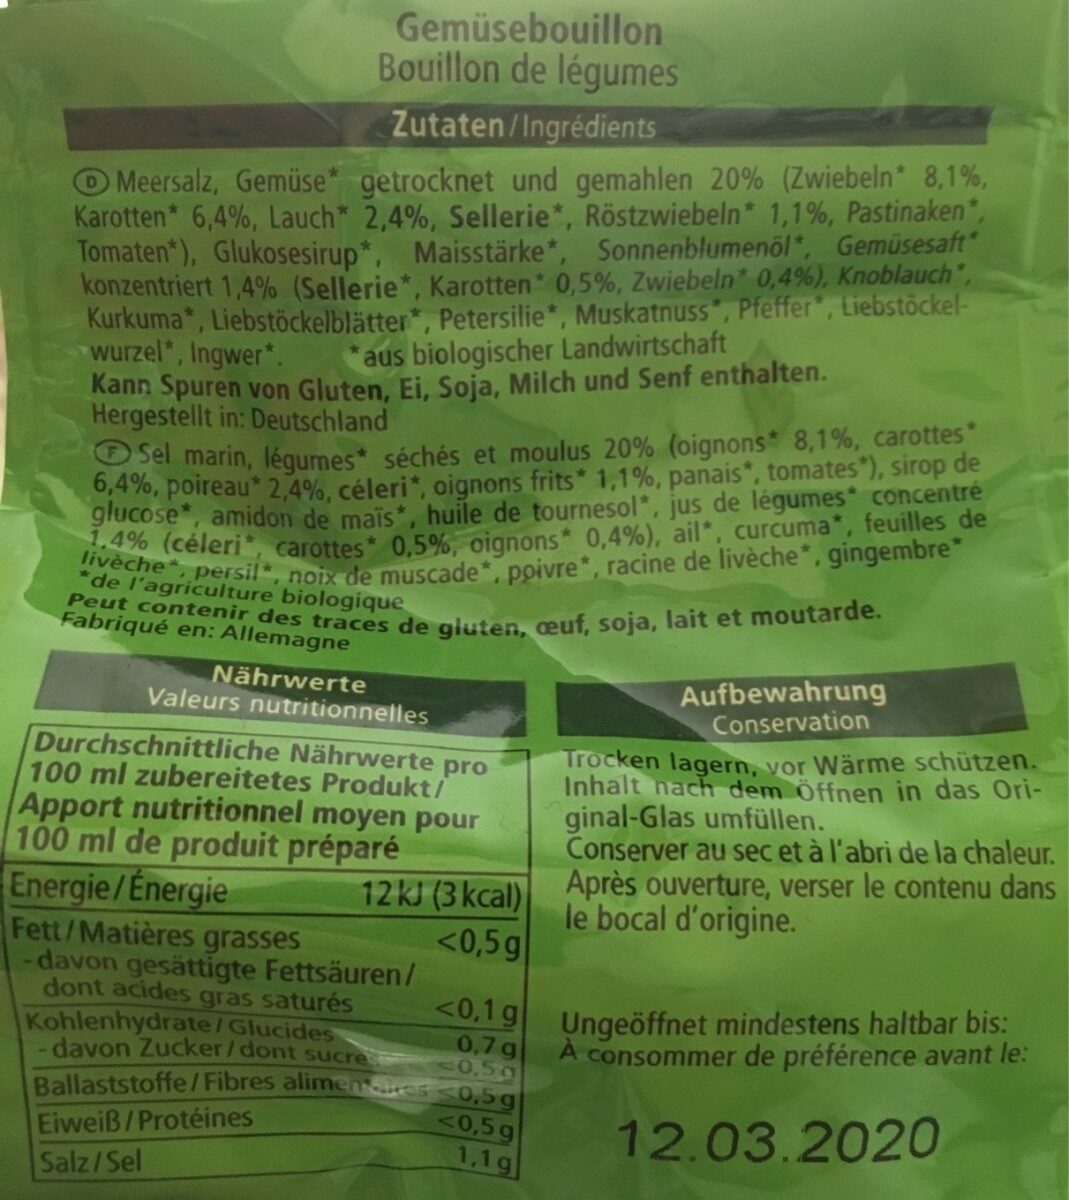 Gemüsebouillon
Bouillon de légumes
Zutaten/Ingrédients
D Meersalz, Gemüse* getrocknet und gemahlen 20% (Zwiebeln* 8,1%,
Karotten* 6,4%, Lauch* 2,4%, Sellerie*, Röstzwiebeln* 1,1%, Pastinaken*,
Tomaten*), Glukosesirup*, Maisstärke*, Sonnenblumenöl*, Gemüsesaft*
konzentriert 1,4% (Sellerie*, Karotten* 0,5%, Zwiebeln* 0,4%), Knoblauch*,
Kurkuma*, Liebstöckelblätter*, Petersilie*, Muskatnuss*, Pfeffer*, Liebstöckel-
wurzel*, Ingwer*. *aus biologischer Landwirtschaft
Kann Spuren von Gluten, Ei, Soja, Milch und Senf enthalten.
Hergestellt in: Deutschland
F Sel marin, légumes* séchés et moulus 20% (oignons* 8,1%, carottes*
6,4%, poireau* 2,4%, céleri*, oignons frits* 1,1%, panais*, tomates*), sirop de
glucose*, amidon de maïs*, huile de tournesol*, jus de légumes* concentré
1,4% (céleri*, carottes* 0,5%, oignons* 0,4%), ail*, curcuma*, feuilles de
livèche*, persil*, noix de muscade*, poivre*, racine de livèche*, gingembre*
*de l'agriculture biologique
Peut contenir des traces de gluten, œuf, soja, lait et moutarde.
Fabriqué en: Allemagne
Nährwerte
Valeurs nutritionnelles
Durchschnittliche Nährwerte pro
100 ml zubereitetes Produkt/
Apport nutritionnel moyen pour
100 ml de produit préparé
Energie/Énergie 12 kJ (3 kcal)
Fett/Matières grasses <0,5 g
-davon gesättigte Fettsäuren/
dont acides gras saturés <0,1 g
Kohlenhydrate/Glucides 0,7 g
-davon Zucker/dont sucre <0,5 g
Ballaststoffe/Fibres alimentaires <0,5 g
Eiweiß/Protéines <0,5 g
Salz/Sel 1,1 g
Aufbewahrung
Conservation
Trocken lagern, vor Wärme schützen.
Inhalt nach dem Öffnen in das Ori-
ginal-Glas umfüllen.
Conserver au sec et à l'abri de la chaleur.
Après ouverture, verser le contenu dans
le bocal d'origine.
Ungeöffnet mindestens haltbar bis:
À consommer de préférence avant le:
12.03.2020